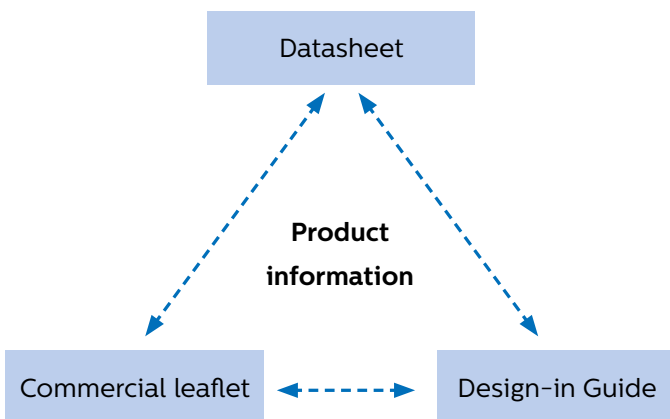 Datasheet
Product
information
Commercial leaflet
Design-in Guide